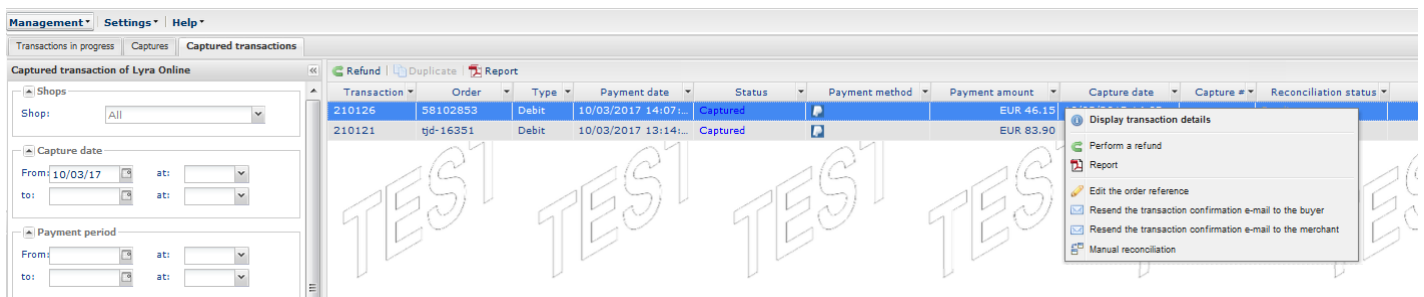 Management Settings Help
Transactions in progress Captures Captured transactions
Captured transaction of Lyra Online
Shops
Shop: All
Capture date
From: 10/03/17 at:
to: at:
Payment period
From: at:
to: at:
Refund Duplicate Report
Transaction Order Type Payment date Status Payment method Payment amount Capture date Capture # Reconciliation status
210126 58102853 Debit 10/03/2017 14:07:... Captured EUR 46.15
210121 tjd-16351 Debit 10/03/2017 13:14:... Captured EUR 83.90
Display transaction details
Perform a refund
Report
Edit the order reference
Resend the transaction confirmation e-mail to the buyer
Resend the transaction confirmation e-mail to the merchant
Manual reconciliation
TEST TEST TEST TEST